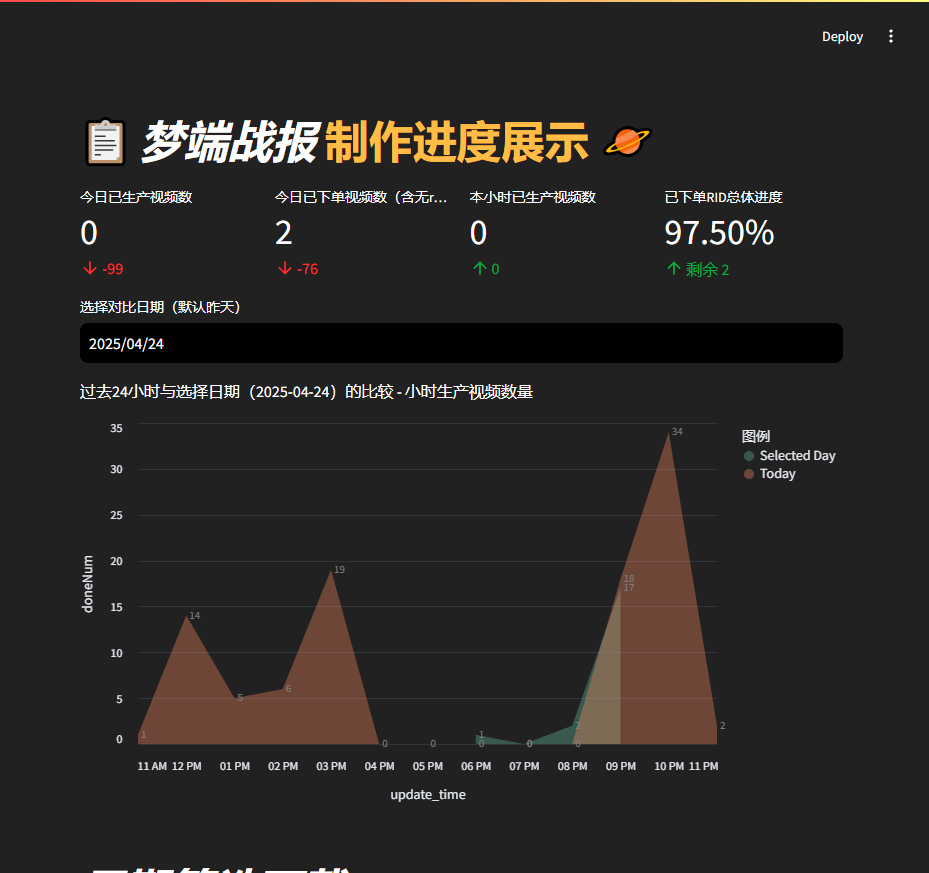 Deploy
梦端战报 制作进度展示
今日已生产视频数
0
-99
今日已下单视频数（含无r...
2
-76
本小时已生产视频数
0
0
已下单RID总体进度
97.50%
剩余 2
选择对比日期（默认昨天）
2025/04/24
过去24小时与选择日期（2025-04-24）的比较 - 小时生产视频数量
图例
Selected Day
Today
doneNum
35
30
25
20
15
10
5
0
1
14
5
6
19
0
0
1
0
0
2
0
18
17
34
2
11 AM 12 PM 01 PM 02 PM 03 PM 04 PM 05 PM 06 PM 07 PM 08 PM 09 PM 10 PM 11 PM
update_time